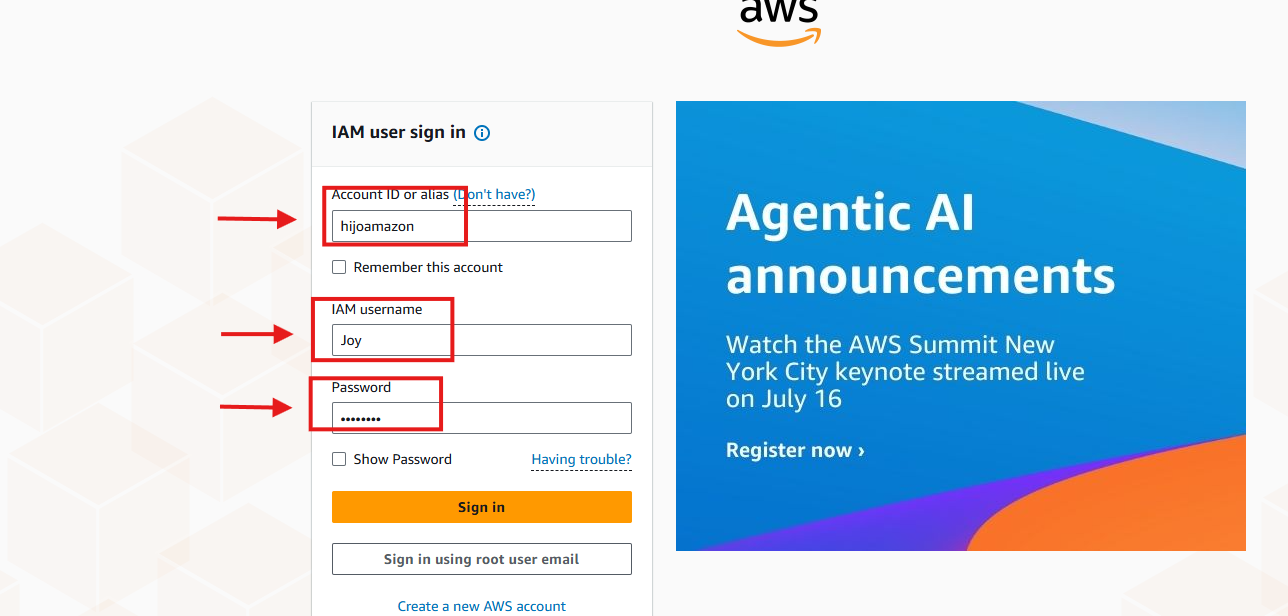 aws
IAM user sign in
Account ID or alias (Don't have?)
hijoamazon
Remember this account
IAM username
Joy
Password
••••••••
Show Password
Having trouble?
Sign in
Sign in using root user email
Create a new AWS account
Agentic AI
announcements
Watch the AWS Summit New
York City keynote streamed live
on July 16
Register now ›